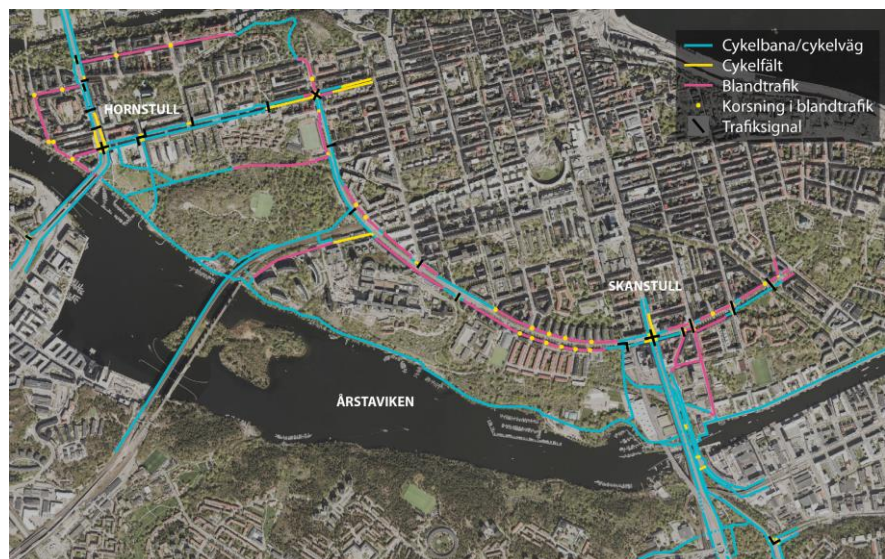 Cykelbana/cykelväg
Cykelfält
Blandtrafik
Korsning i blandtrafik
Trafiksignal
HORNSTULL
SKANSTULL
ÅRSTAVIKEN